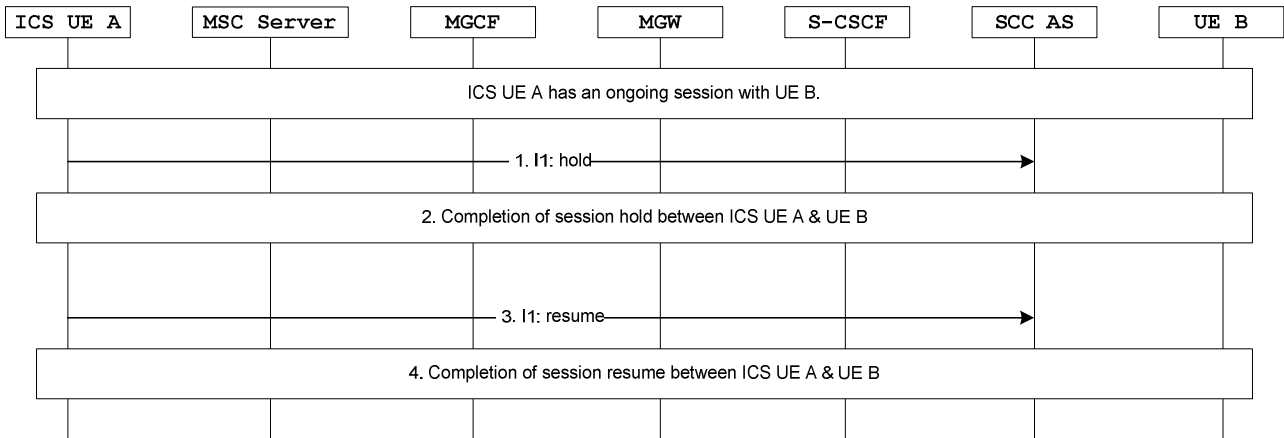 ICS UE A
MSC Server
MGCF
MGW
S-CSCF
SCC AS
UE B
ICS UE A has an ongoing session with UE B.
1. I1: hold
2. Completion of session hold between ICS UE A & UE B
3. I1: resume
4. Completion of session resume between ICS UE A & UE B